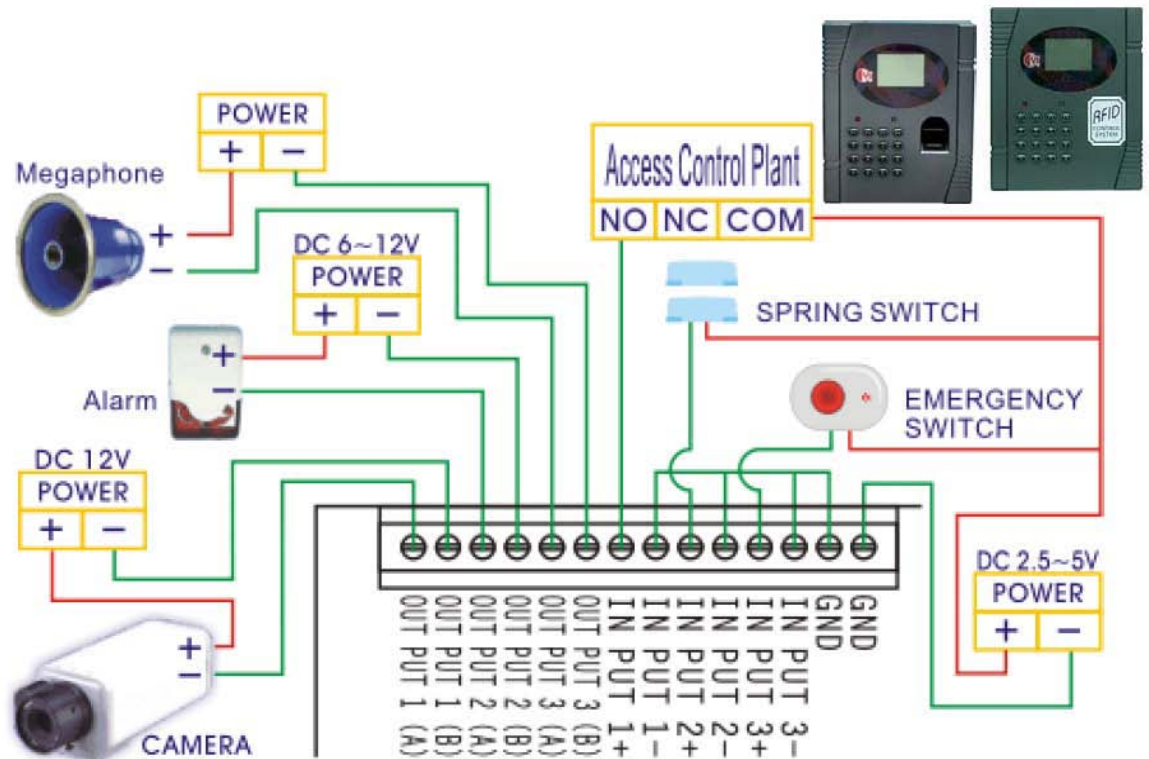 POWER
+ −
Megaphone
+
−
DC 6~12V
POWER
+ −
+
−
Alarm
DC 12V
POWER
+ −
+
−
CAMERA
Access Control Plant
NO NC COM
RFID
CONTROL
SYSTEM
SPRING SWITCH
EMERGENCY
SWITCH
DC 2.5~5V
POWER
+ −
OUT PUT 1 (A)
OUT PUT 1 (B)
OUT PUT 2 (A)
OUT PUT 2 (B)
OUT PUT 3 (A)
OUT PUT 3 (B)
IN PUT 1+
IN PUT 1-
IN PUT 2+
IN PUT 2-
IN PUT 3+
IN PUT 3-
GND
GND